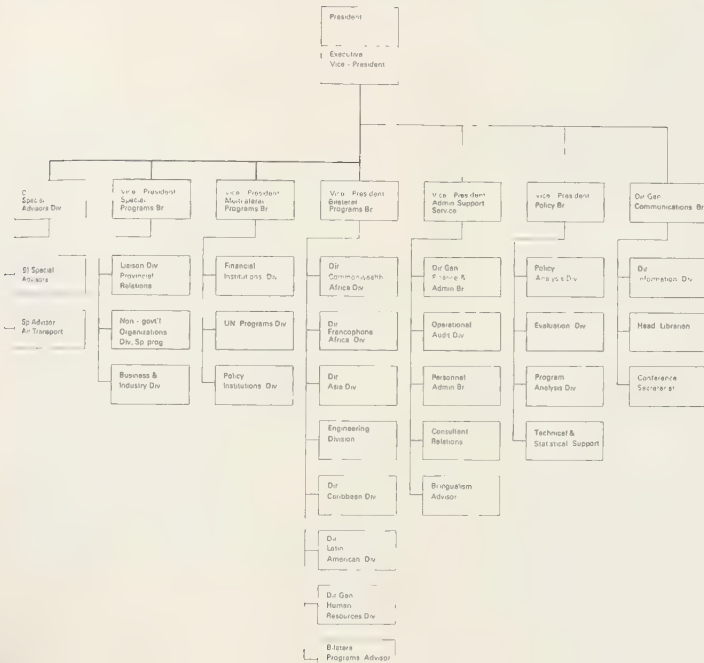 President
Executive
Vice - President
Special
Advisors Div
Vice President
Special
Programs Br
Vice President
Multilateral
Programs Br
Vice President
Bilateral
Programs Br
Vice President
Admin Support
Service
Vice President
Policy Br
Dir Gen
Communications Br
Special
Advisors
Liaison Div
Provincial
Relations
Financial
Institutions Div
Dir
Commonwealth
Africa Div
Dir Gen
Finance &
Admin Br
Policy
Analysis Div
Dir
Information Div
Sp Advisor
Air Transport
Non - govt'l
Organizations
Div, Sp prog
UN Programs Div
Dir
Francophone
Africa Div
Operational
Audit Div
Evaluation Div
Head Librarian
Business &
Industry Div
Policy
Institutions Div
Dir
Asia Div
Personnel
Admin Br
Program
Analysis Div
Conference
Secretariat
Engineering
Division
Consultant
Relations
Technical &
Statistical Support
Dir
Caribbean Div
Bilingualism
Advisor
Dir
Latin
American Div
Dir Gen
Human
Resources Div
Bilateral
Programs Advisor